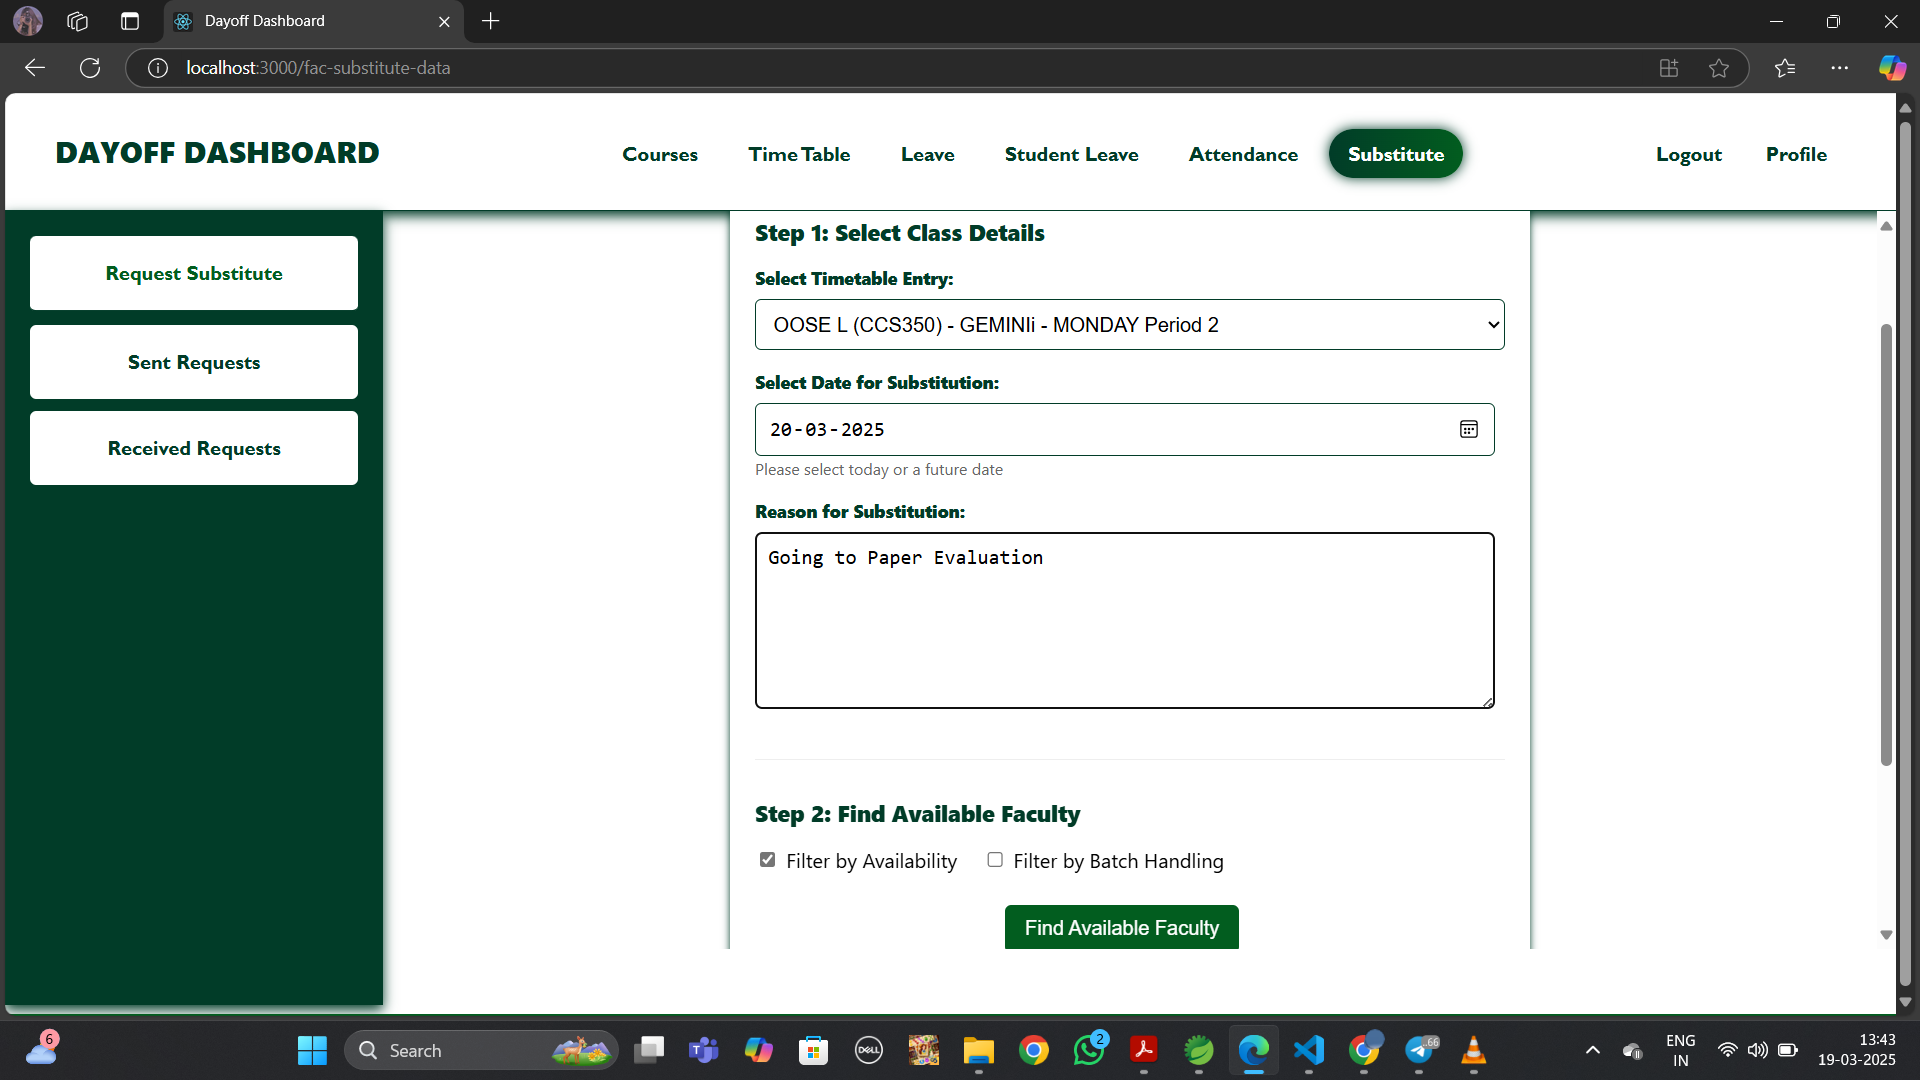 Dayoff Dashboard
localhost:3000/fac-substitute-data
DAYOFF DASHBOARD
Courses
Time Table
Leave
Student Leave
Attendance
Substitute
Logout
Profile
Request Substitute
Sent Requests
Received Requests
Step 1: Select Class Details
Select Timetable Entry:
OOSE L (CCS350) - GEMINIi - MONDAY Period 2
Select Date for Substitution:
20-03-2025
Please select today or a future date
Reason for Substitution:
Going to Paper Evaluation
Step 2: Find Available Faculty
Filter by Availability
Filter by Batch Handling
Find Available Faculty
6
Search
T
DELL
2
.66
ENG
IN
13:43
19-03-2025